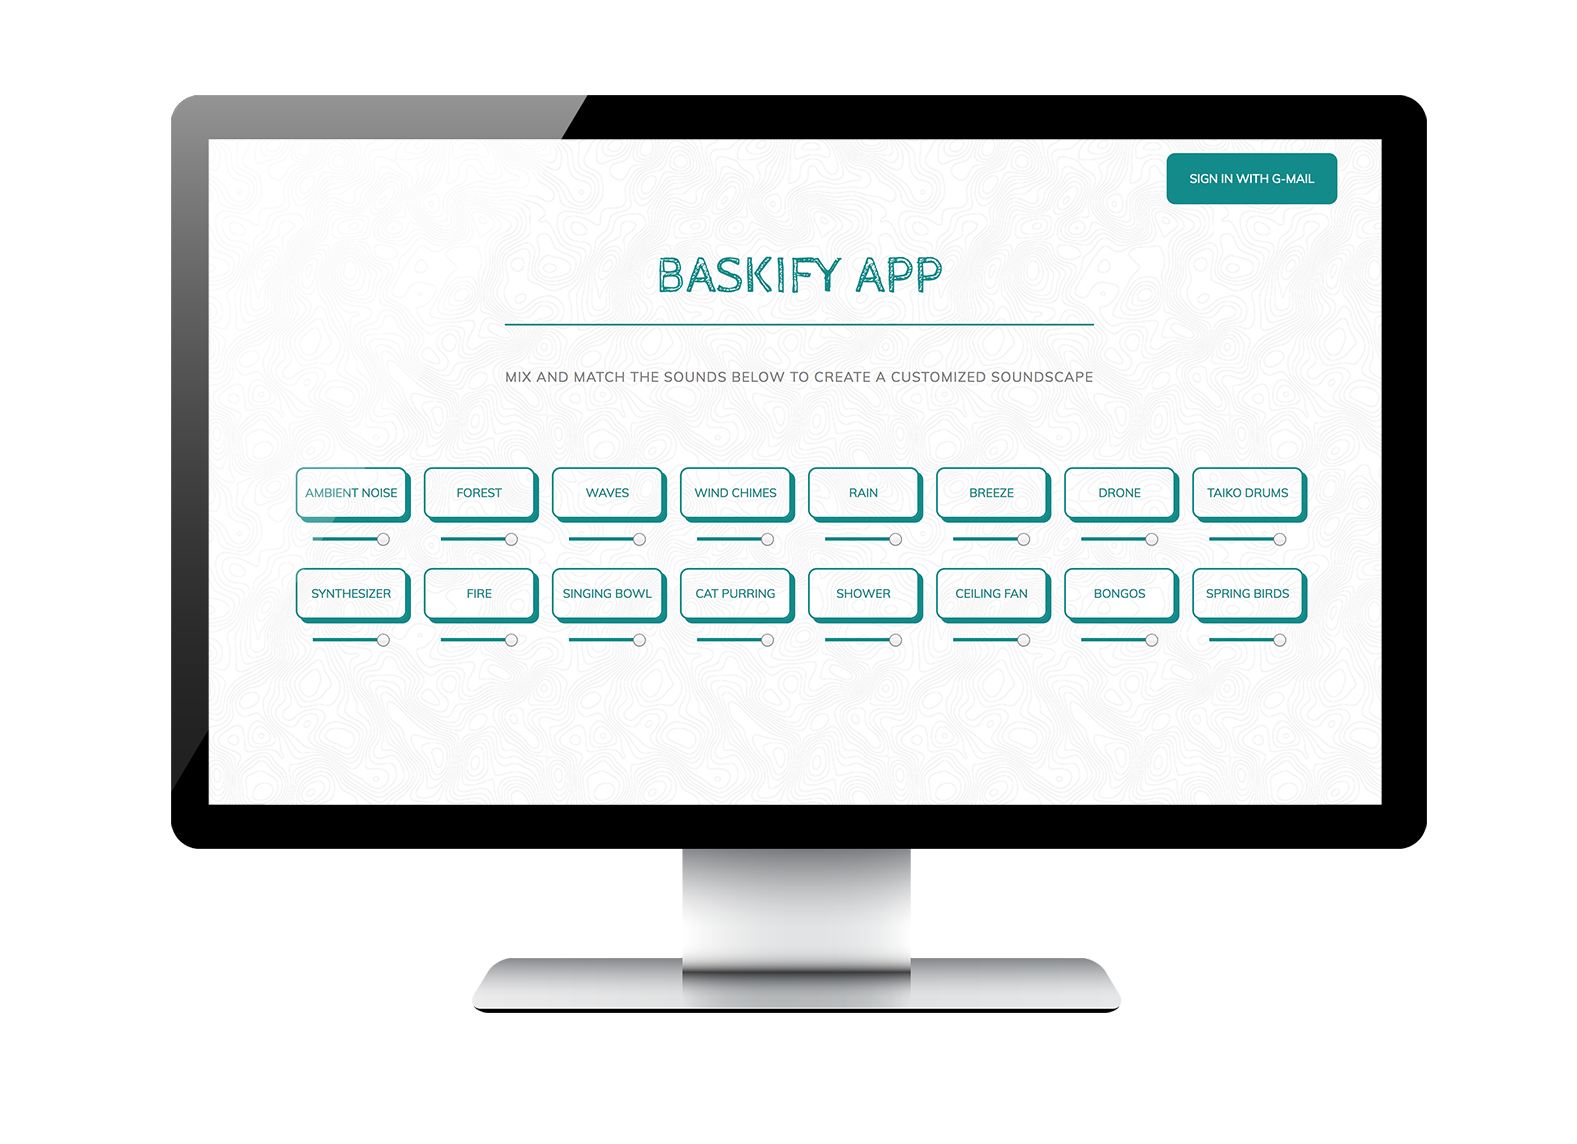 SIGN IN WITH G-MAIL
BASKIFY APP
MIX AND MATCH THE SOUNDS BELOW TO CREATE A CUSTOMIZED SOUNDSCAPE
AMBIENT NOISE
FOREST
WAVES
WIND CHIMES
RAIN
BREEZE
DRONE
TAIKO DRUMS
SYNTHESIZER
FIRE
SINGING BOWL
CAT PURRING
SHOWER
CEILING FAN
BONGOS
SPRING BIRDS